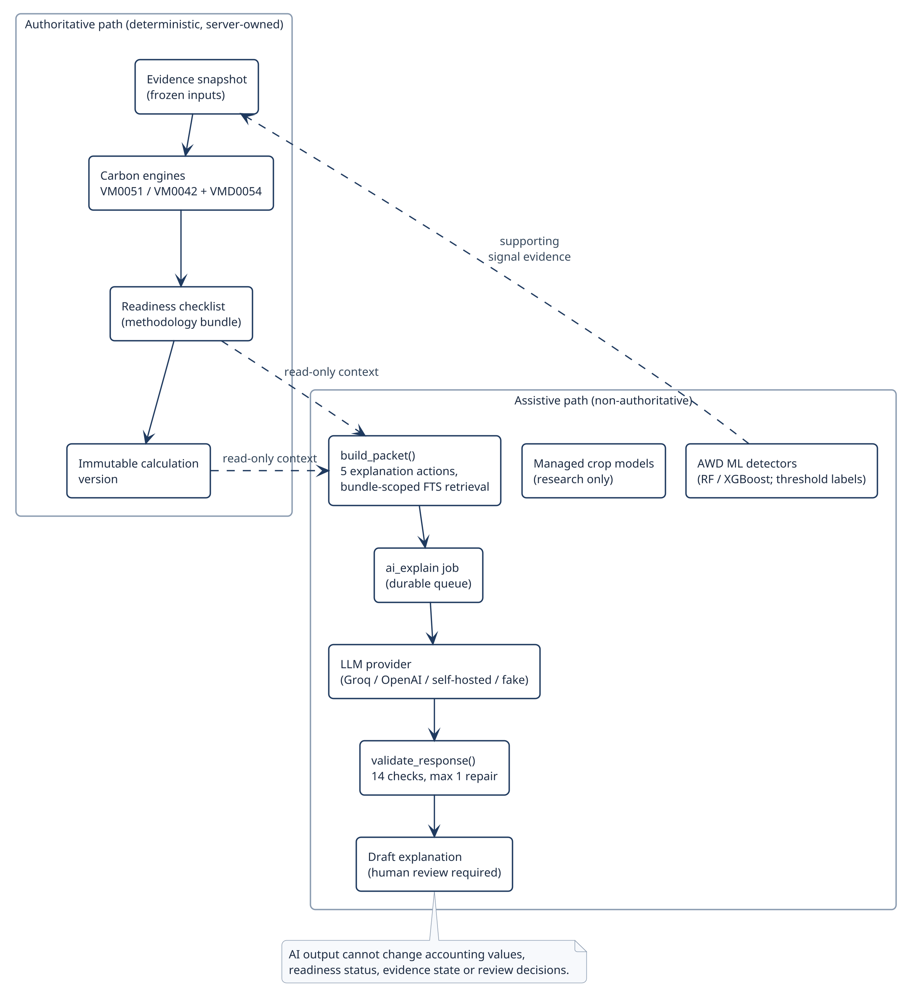 Authoritative path (deterministic, server-owned)
Evidence snapshot
(frozen inputs)
Carbon engines
VM0051 / VM0042 + VMD0054
supporting
signal evidence
Readiness checklist
(methodology bundle)
read-only context
Assistive path (non-authoritative)
Immutable calculation
version
read-only context
build_packet()
5 explanation actions,
bundle-scoped FTS retrieval
Managed crop models
(research only)
AWD ML detectors
(RF / XGBoost; threshold labels)
ai_explain job
(durable queue)
LLM provider
(Groq / OpenAI / self-hosted / fake)
validate_response()
14 checks, max 1 repair
Draft explanation
(human review required)
AI output cannot change accounting values,
readiness status, evidence state or review decisions.